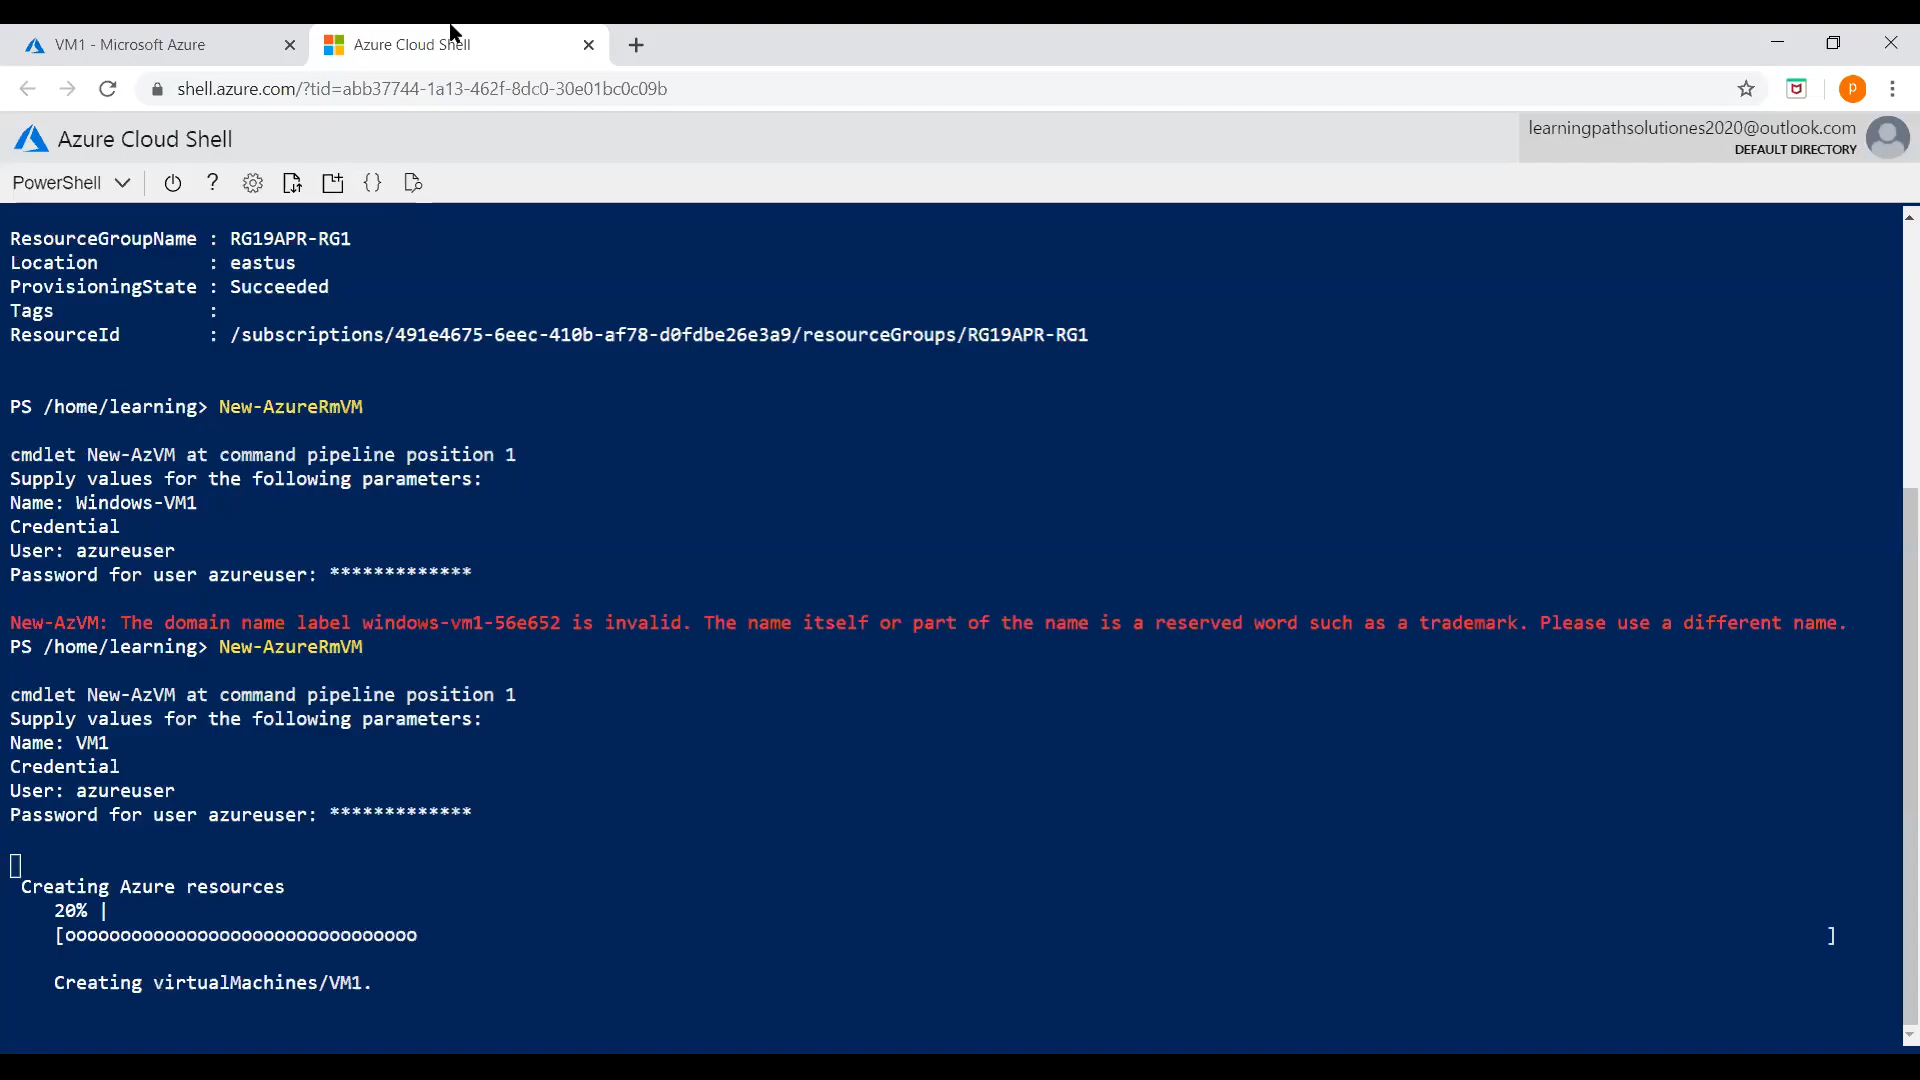 VM1 - Microsoft Azure
Azure Cloud Shell
shell.azure.com/?tid=abb37744-1a13-462f-8dc0-30e01bc0c09b
P
Azure Cloud Shell
learningpathsolutiones2020@outlook.com
DEFAULT DIRECTORY
PowerShell
ResourceGroupName : RG19APR-RG1
Location : eastus
ProvisioningState : Succeeded
Tags :
ResourceId : /subscriptions/491e4675-6eec-410b-af78-d0fdbe26e3a9/resourceGroups/RG19APR-RG1
PS /home/learning> New-AzureRmVM
cmdlet New-AzVM at command pipeline position 1
Supply values for the following parameters:
Name: Windows-VM1
Credential
User: azureuser
Password for user azureuser: *************
New-AzVM: The domain name label windows-vm1-56e652 is invalid. The name itself or part of the name is a reserved word such as a trademark. Please use a different name.
PS /home/learning> New-AzureRmVM
cmdlet New-AzVM at command pipeline position 1
Supply values for the following parameters:
Name: VM1
Credential
User: azureuser
Password for user azureuser: *************
Creating Azure resources
20% |
[oooooooooooooooooooooooooooooooo ]
Creating virtualMachines/VM1.